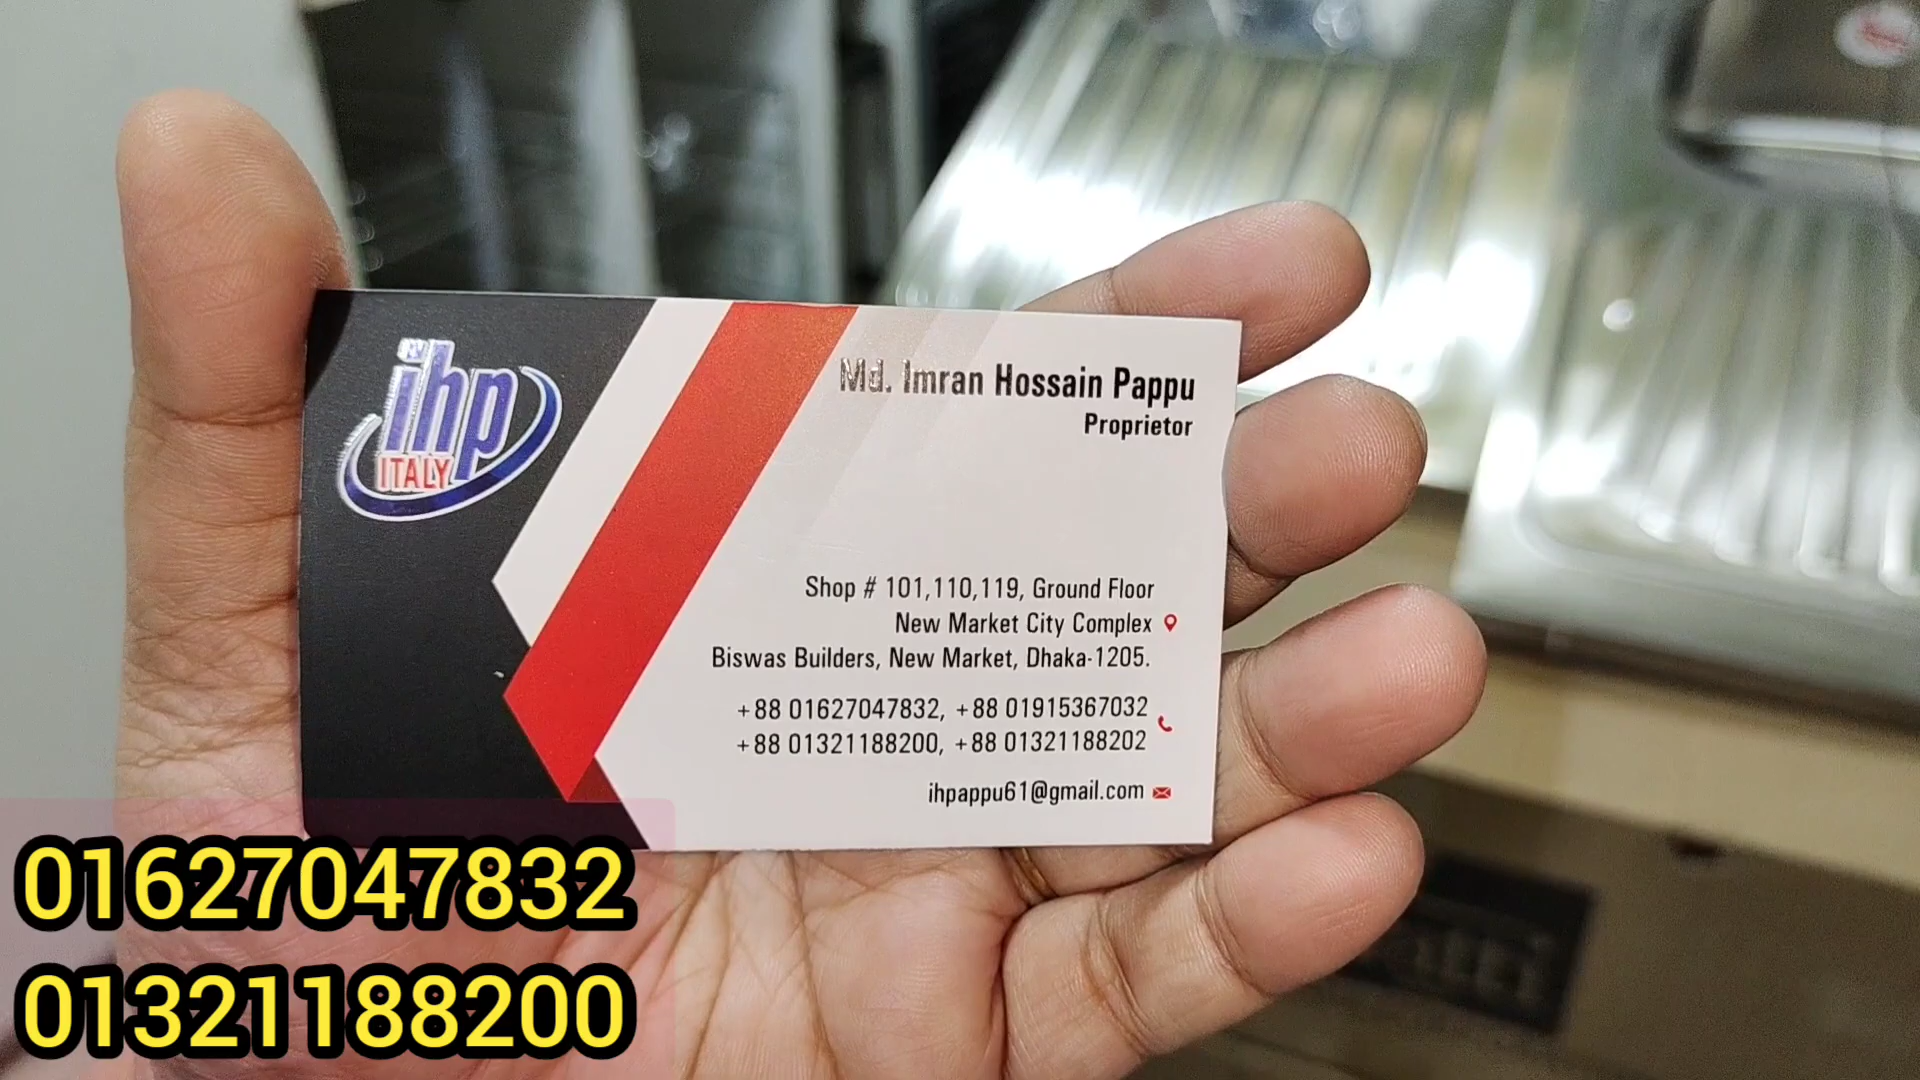 ihp
ITALY
Md. Imran Hossain Pappu
Proprietor
Shop # 101,110,119, Ground Floor
New Market City Complex
Biswas Builders, New Market, Dhaka-1205.
+88 01627047832, +88 01915367032
+88 01321188200, +88 01321188202
ihpappu61@gmail.com
01627047832
01321188200